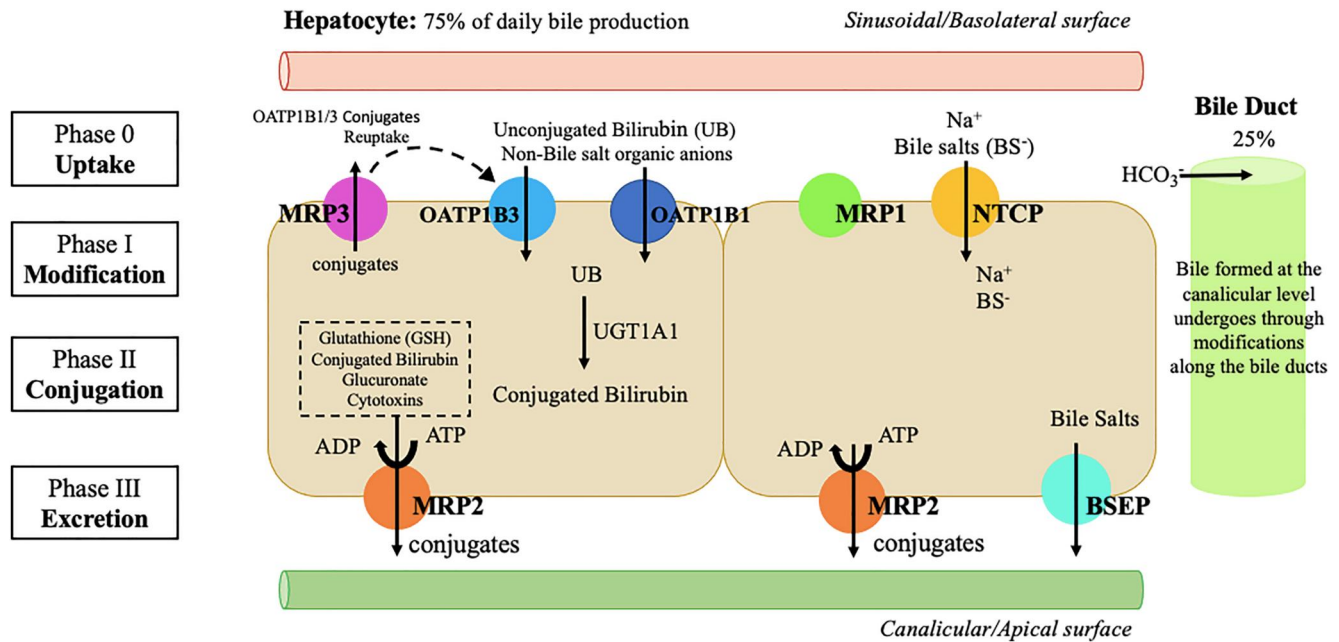 Hepatocyte: 75% of daily bile production
Sinusoidal/Basolateral surface
Phase 0
Uptake
Phase I
Modification
Phase II
Conjugation
Phase III
Excretion
OATP1B1/3 Conjugates
Reuptake
MRP3
conjugates
Unconjugated Bilirubin (UB)
Non-Bile salt organic anions
OATP1B3
OATP1B1
UB
UGT1A1
Conjugated Bilirubin
Glutathione (GSH)
Conjugated Bilirubin
Glucuronate
Cytotoxins
ADP
ATP
MRP2
conjugates
MRP1
Na⁺
Bile salts (BS⁻)
NTCP
Na⁺
BS⁻
ADP
ATP
MRP2
conjugates
Bile Salts
BSEP
Bile Duct
25%
HCO₃⁻
Bile formed at the
canalicular level
undergoes through
modifications
along the bile ducts
Canalicular/Apical surface